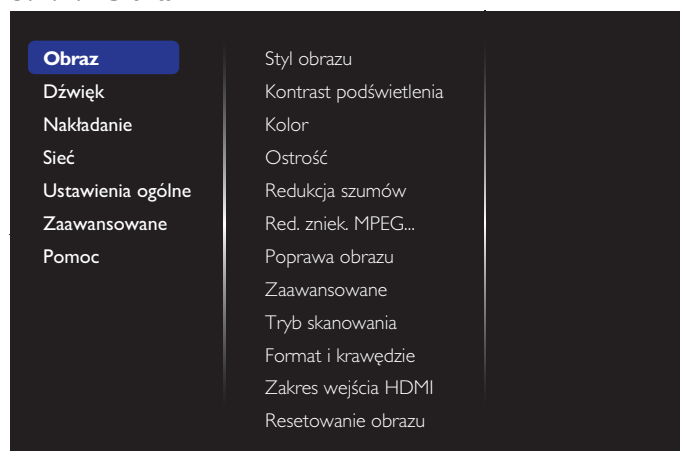 Obraz
Dźwięk
Nakładanie
Sieć
Ustawienia ogólne
Zaawansowane
Pomoc
Styl obrazu
Kontrast podświetlenia
Kolor
Ostrość
Redukcja szumów
Red. zniek. MPEG...
Poprawa obrazu
Zaawansowane
Tryb skanowania
Format i krawędzie
Zakres wejścia HDMI
Resetowanie obrazu